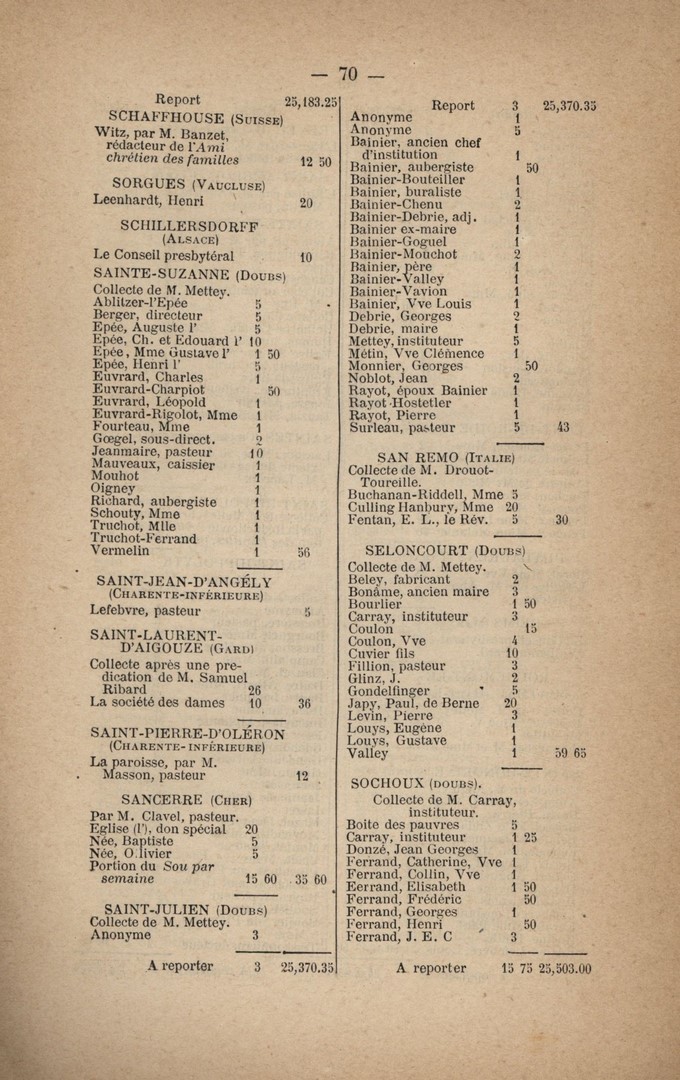 — 70 —
Report 25,183.25
SCHAFFHOUSE (SUISSE)
Witz, par M. Banzet,
rédacteur de l'Ami
chrétien des familles 12 50
SORGUES (VAUCLUSE)
Leenhardt, Henri 20
SCHILLERSDORFF
(ALSACE)
Le Conseil presbytéral 10
SAINTE-SUZANNE (DOUBS)
Collecte de M. Mettey.
Ablitzer-l'Epée 5
Berger, directeur 5
Epée, Auguste l' 5
Epée, Ch. et Edouard l' 10
Epée, Mme Gustave l' 1 50
Epée, Henri l' 5
Euvrard, Charles 1
Euvrard-Charpiot 50
Euvrard, Léopold 1
Euvrard-Rigolot, Mme 1
Fourteau, Mme 1
Gœgel, sous-direct. 2
Jeanmaire, pasteur 10
Mauveaux, caissier 1
Mouhot 1
Oigney 1
Richard, aubergiste 1
Schouty, Mme 1
Truchot, Mlle 1
Truchot-Ferrand 1
Vermelin 1 56
SAINT-JEAN-D'ANGÉLY
(CHARENTE-INFÉRIEURE)
Lefebvre, pasteur 5
SAINT-LAURENT-
D'AIGOUZE (GARD)
Collecte après une pre-
dication de M. Samuel
Ribard 26
La société des dames 10 36
SAINT-PIERRE-D'OLÉRON
(CHARENTE-INFÉRIEURE)
La paroisse, par M.
Masson, pasteur 12
SANCERRE (CHER)
Par M. Clavel, pasteur.
Eglise (l'), don spécial 20
Née, Baptiste 5
Née, Olivier 5
Portion du Sou par
semaine 15 60 35 60
SAINT-JULIEN (DOUBS)
Collecte de M. Mettey.
Anonyme 3
A reporter 3 25,370.35
Report 3 25,370.35
Anonyme 1
Anonyme 5
Bainier, ancien chef
d'institution 1
Bainier, aubergiste 50
Bainier-Bouteiller 1
Bainier, buraliste 1
Bainier-Chenu 2
Bainier-Debrie, adj. 1
Bainier ex-maire 1
Bainier-Goguel 1
Bainier-Mouchot 2
Bainier, père 1
Bainier-Valley 1
Bainier-Vavion 1
Bainier, Vve Louis 1
Debrie, Georges 2
Debrie, maire 1
Mettey, instituteur 5
Métin, Vve Clémence 1
Monnier, Georges 50
Noblot, Jean 2
Rayot, époux Bainier 1
Rayot-Hostetler 1
Rayot, Pierre 1
Surleau, pasteur 5 43
SAN REMO (ITALIE)
Collecte de M. Drouot-
Toureille.
Buchanan-Riddell, Mme 5
Culling Hanbury, Mme 20
Fentan, E. L., le Rév. 5 30
SELONCOURT (DOUBS)
Collecte de M. Mettey.
Beley, fabricant 2
Boname, ancien maire 3
Bourlier 1 50
Carray, instituteur 3
Coulon 15
Coulon, Vve 4
Cuvier fils 10
Fillion, pasteur 3
Glinz, J. 2
Gondelfinger 5
Japy, Paul, de Berne 20
Levin, Pierre 3
Louys, Eugène 1
Louys, Gustave 1
Valley 1 59 65
SOCHOUX (DOUBS).
Collecte de M. Carray,
instituteur.
Boite des pauvres 5
Carray, instituteur 1 25
Donzé, Jean Georges 1
Ferrand, Catherine, Vve 1
Ferrand, Collin, Vve 1
Eerrand, Elisabeth 1 50
Ferrand, Frédéric 50
Ferrand, Georges 1
Ferrand, Henri 50
Ferrand, J. E. C 3
A reporter 15 75 25,503.00